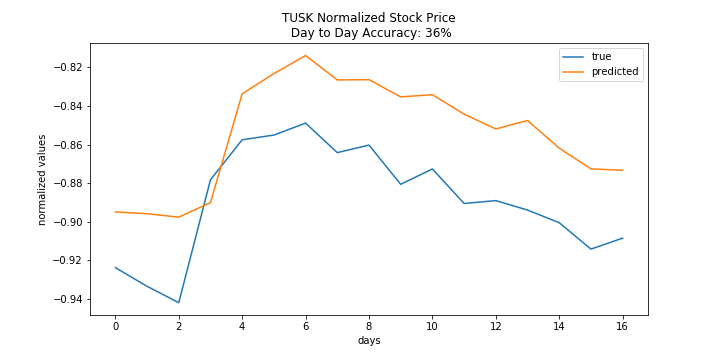 TUSK Normalized Stock Price
Day to Day Accuracy: 36%
true
predicted
normalized values
−0.82
−0.84
−0.86
−0.88
−0.90
−0.92
−0.94
0 2 4 6 8 10 12 14 16
days